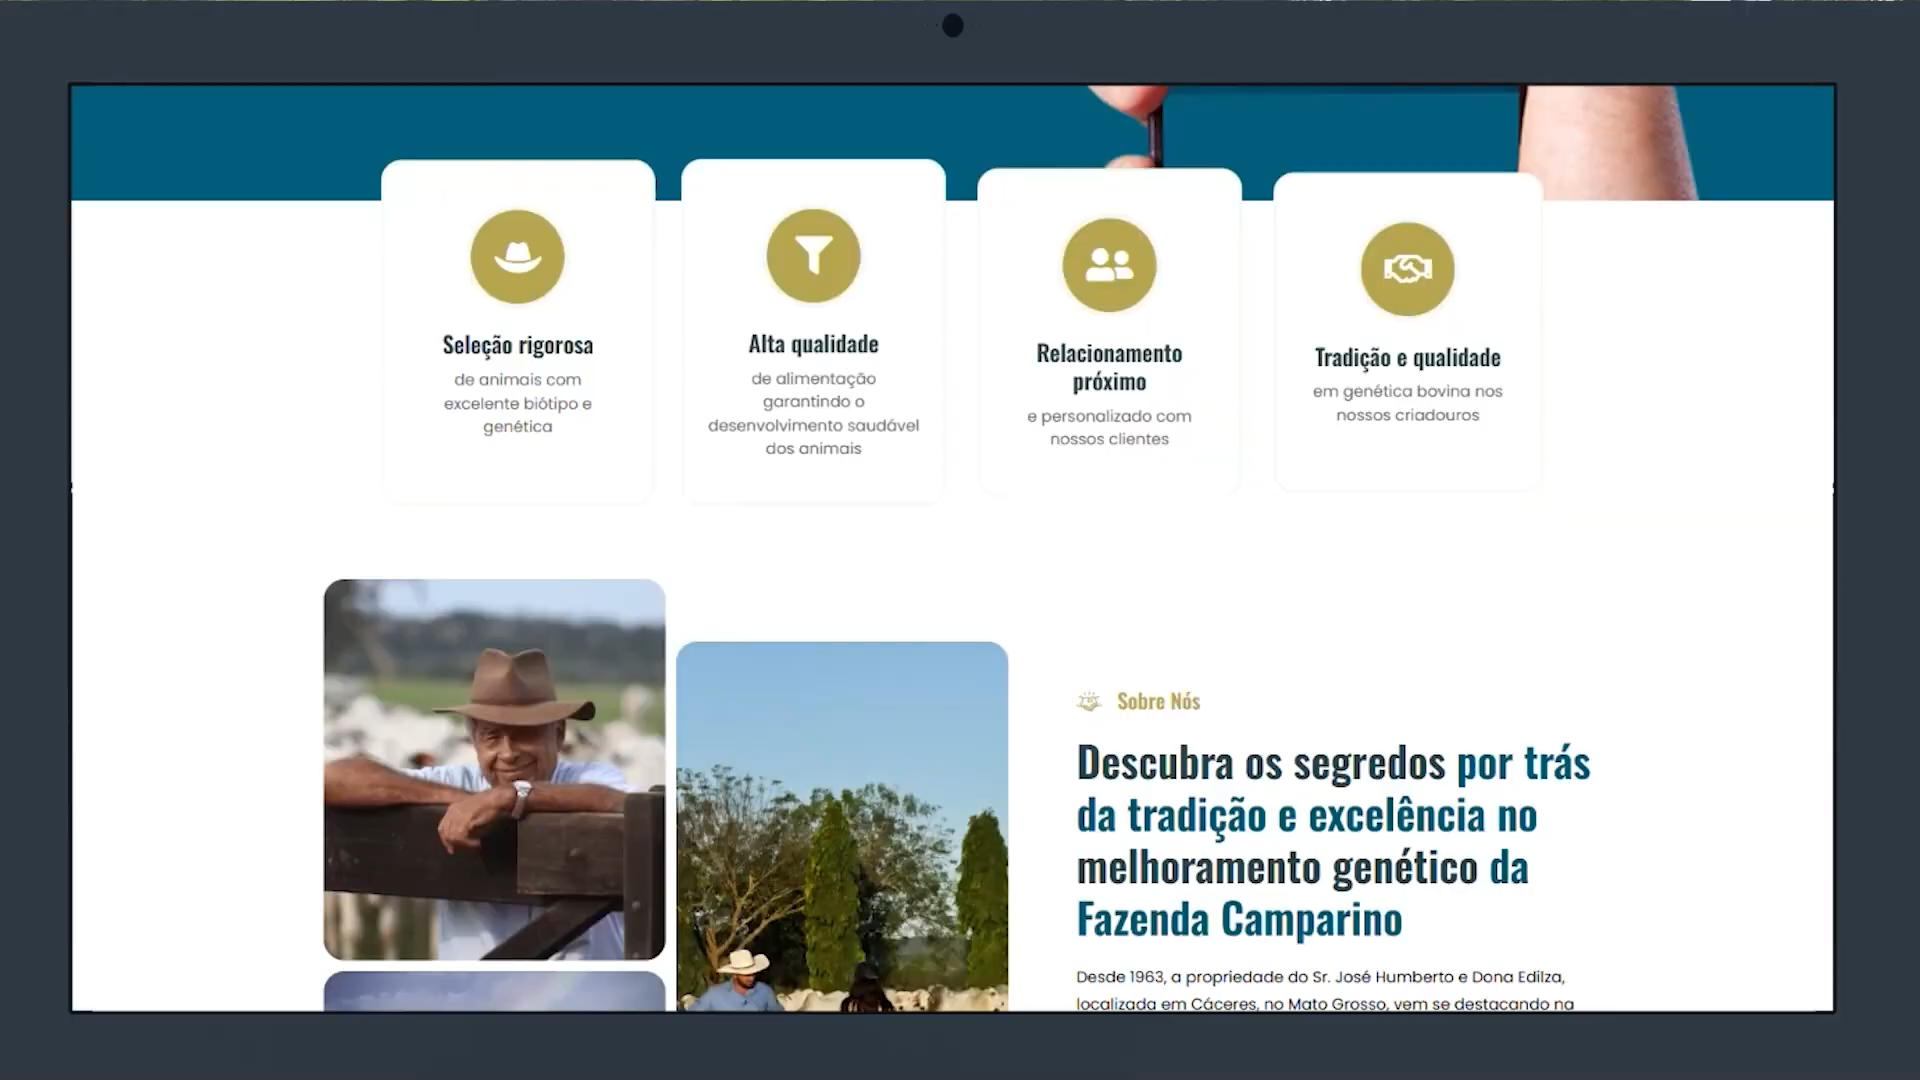 Seleção rigorosa
de animais com
excelente biótipo e
genética
Alta qualidade
de alimentação
garantindo o
desenvolvimento saudável
dos animais
Relacionamento
próximo
e personalizado com
nossos clientes
Tradição e qualidade
em genética bovina nos
nossos criadouros
Sobre Nós
Descubra os segredos por trás
da tradição e excelência no
melhoramento genético da
Fazenda Camparino
Desde 1963, a propriedade do Sr. José Humberto e Dona Edilza,
localizada em Cáceres, no Mato Grosso, vem se destacando na